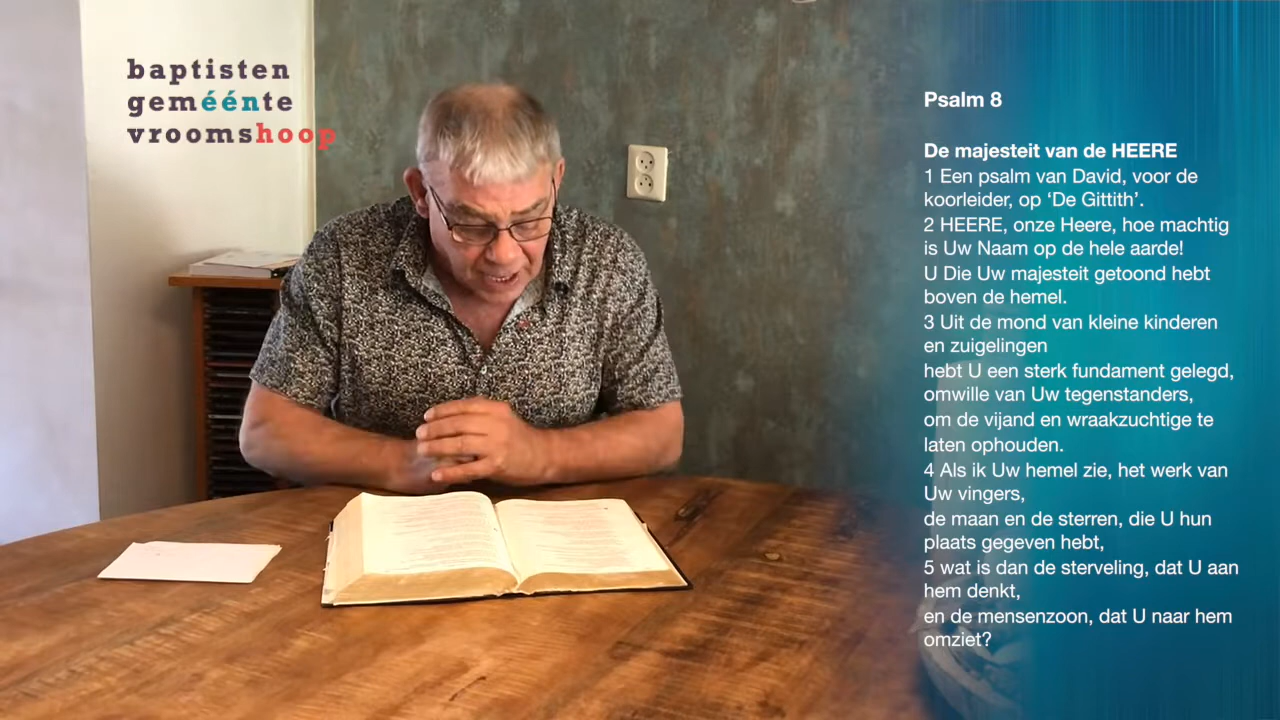 baptisten
geméénte
vroomshoop
Psalm 8
De majesteit van de HEERE
1 Een psalm van David, voor de
koorleider, op ‘De Gittith’.
2 HEERE, onze Heere, hoe machtig
is Uw Naam op de hele aarde!
U Die Uw majesteit getoond hebt
boven de hemel.
3 Uit de mond van kleine kinderen
en zuigelingen
hebt U een sterk fundament gelegd,
omwille van Uw tegenstanders,
om de vijand en wraakzuchtige te
laten ophouden.
4 Als ik Uw hemel zie, het werk van
Uw vingers,
de maan en de sterren, die U hun
plaats gegeven hebt,
5 wat is dan de sterveling, dat U aan
hem denkt,
en de mensenzoon, dat U naar hem
omziet?